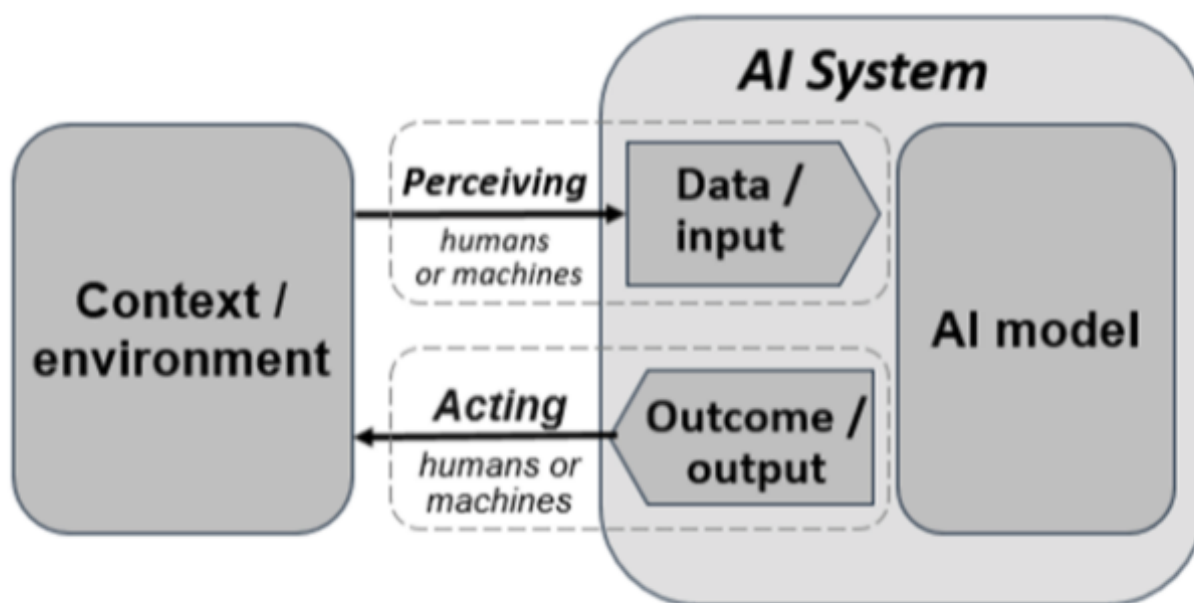 AI System
Context /
environment
Perceiving
humans
or machines
Data /
input
AI model
Acting
humans or
machines
Outcome /
output